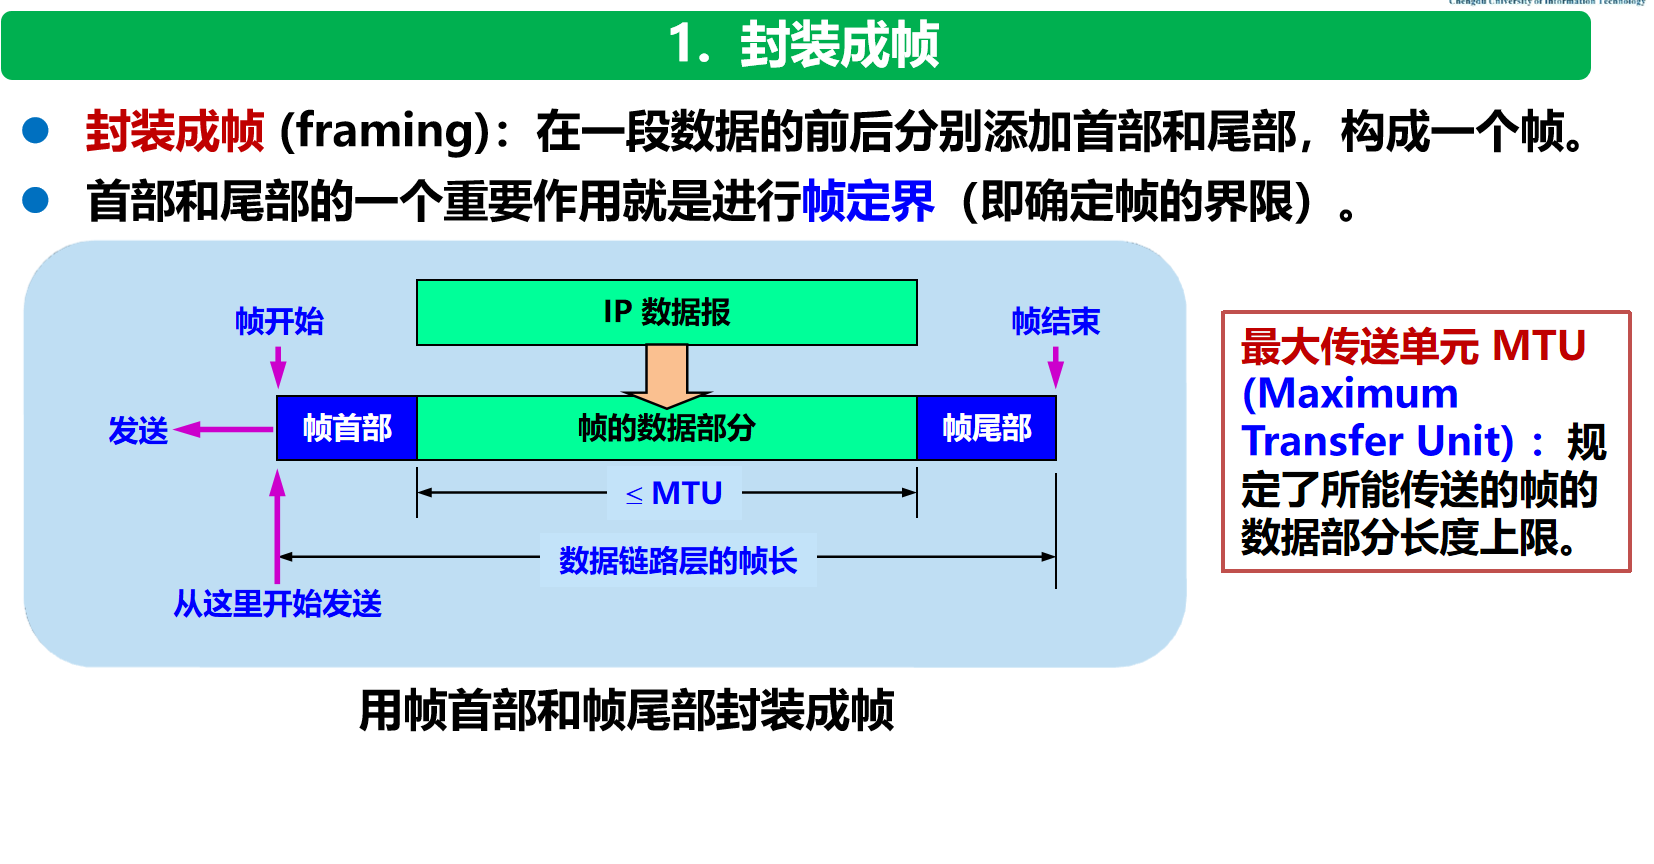 Chengdu University of Information Technology
1. 封装成帧
封装成帧 (framing)：在一段数据的前后分别添加首部和尾部，构成一个帧。
首部和尾部的一个重要作用就是进行帧定界（即确定帧的界限）。
IP 数据报
帧开始
帧结束
发送
帧首部
帧的数据部分
帧尾部
≤ MTU
数据链路层的帧长
从这里开始发送
最大传送单元 MTU
(Maximum
Transfer Unit) ：规
定了所能传送的帧的
数据部分长度上限。
用帧首部和帧尾部封装成帧